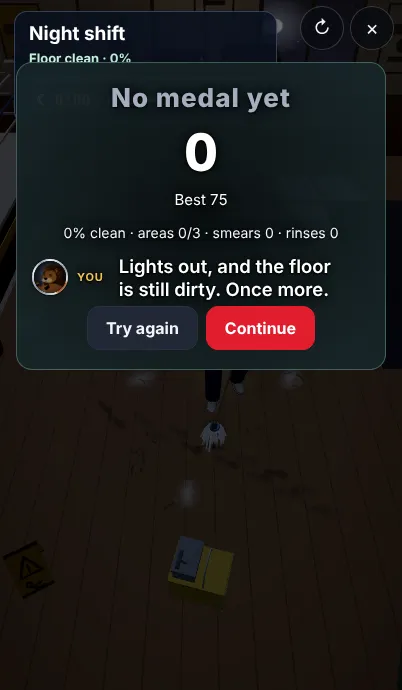 Night shift
Floor clean · 0%
No medal yet
0
Best 75
0% clean · areas 0/3 · smears 0 · rinses 0
YOU
Lights out, and the floor
is still dirty. Once more.
Try again
Continue